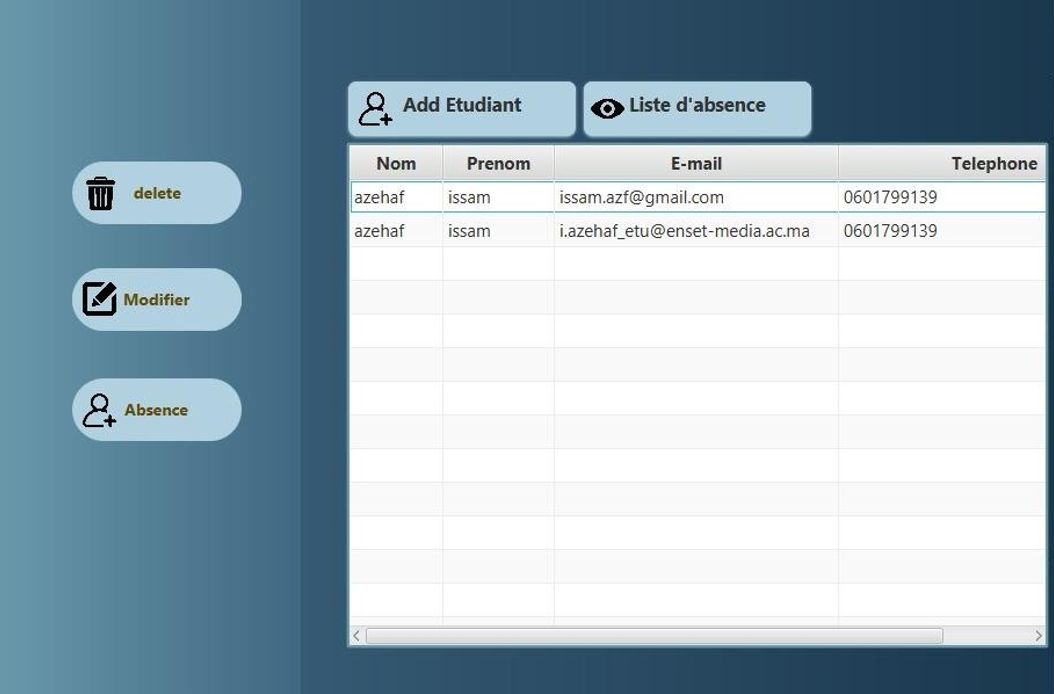 Add Etudiant Liste d'absence
Nom Prenom E-mail Telephone
azehaf issam issam.azf@gmail.com 0601799139
azehaf issam i.azehaf_etu@enset-media.ac.ma 0601799139
delete
Modifier
Absence